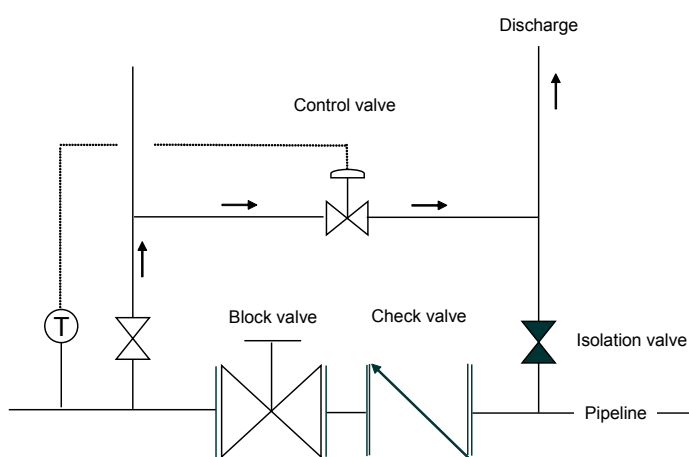 Discharge
Control valve
T
Block valve
Check valve
Isolation valve
Pipeline